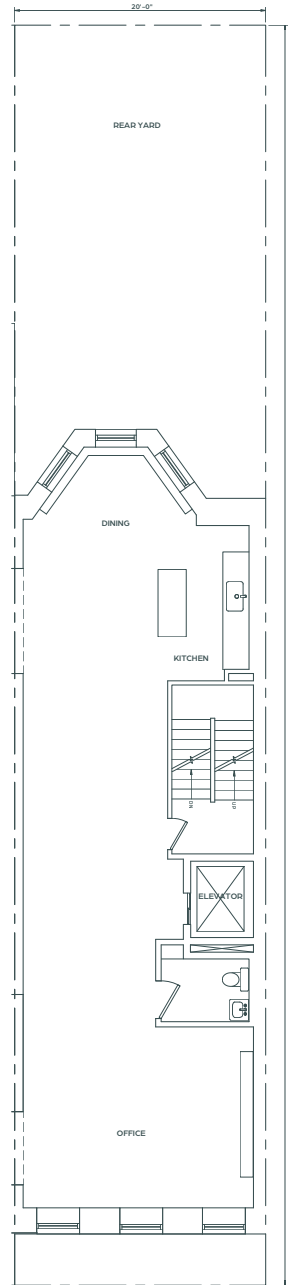 20'-0"
REAR YARD
DINING
KITCHEN
DN
UP
ELEVATOR
OFFICE